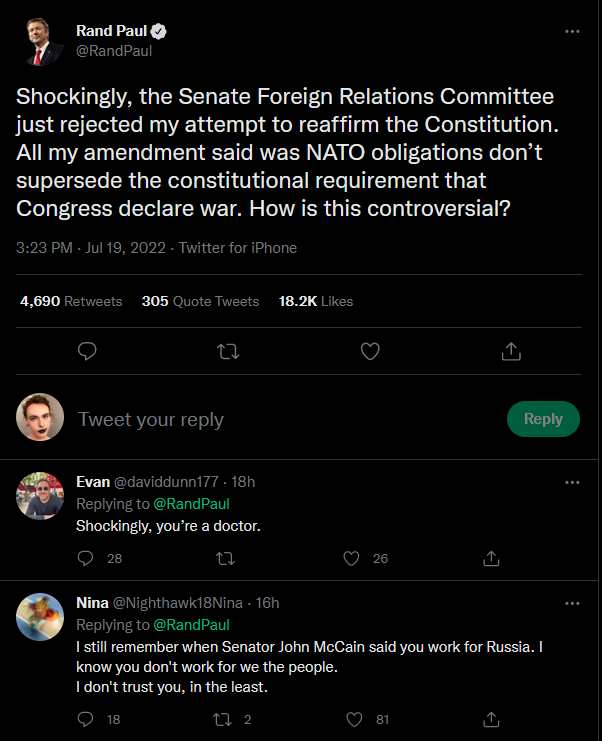 Rand Paul
@RandPaul
Shockingly, the Senate Foreign Relations Committee
just rejected my attempt to reaffirm the Constitution.
All my amendment said was NATO obligations don’t
supersede the constitutional requirement that
Congress declare war. How is this controversial?
3:23 PM · Jul 19, 2022 · Twitter for iPhone
4,690 Retweets 305 Quote Tweets 18.2K Likes
Tweet your reply
Reply
Evan @daviddunn177 · 18h
Replying to @RandPaul
Shockingly, you’re a doctor.
28 26
Nina @Nighthawk18Nina · 16h
Replying to @RandPaul
I still remember when Senator John McCain said you work for Russia. I
know you don't work for we the people.
I don't trust you, in the least.
18 2 81